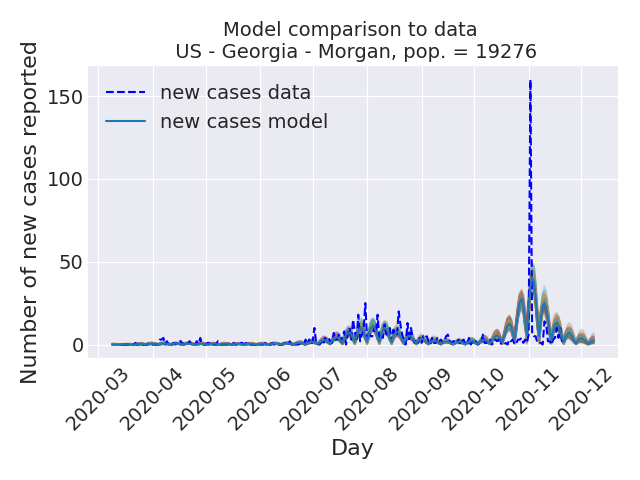 Model comparison to data
US - Georgia - Morgan, pop. = 19276
Number of new cases reported
new cases data
new cases model
150
100
50
0
2020-03
2020-04
2020-05
2020-06
2020-07
2020-08
2020-09
2020-10
2020-11
2020-12
Day